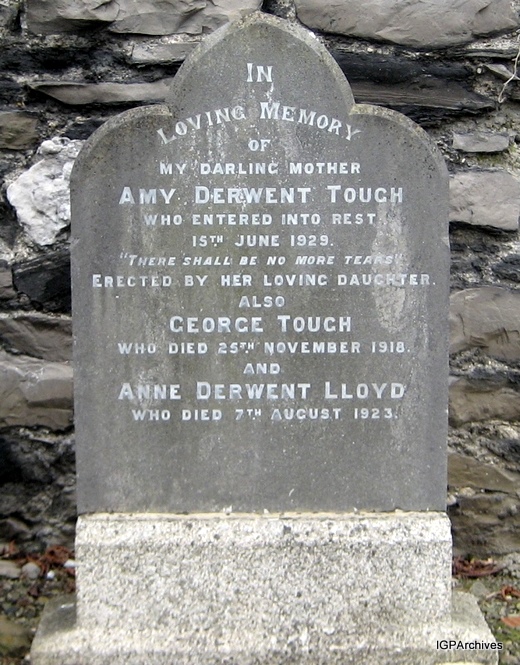 IN
LOVING MEMORY
OF
MY DARLING MOTHER
AMY DERWENT TOUGH
WHO ENTERED INTO REST
15TH JUNE 1929.
"THERE SHALL BE NO MORE TEARS"
ERECTED BY HER LOVING DAUGHTER.
ALSO
GEORGE TOUGH
WHO DIED 25TH NOVEMBER 1918.
AND
ANNE DERWENT LLOYD
WHO DIED 7TH AUGUST 1923.
IGPArchives